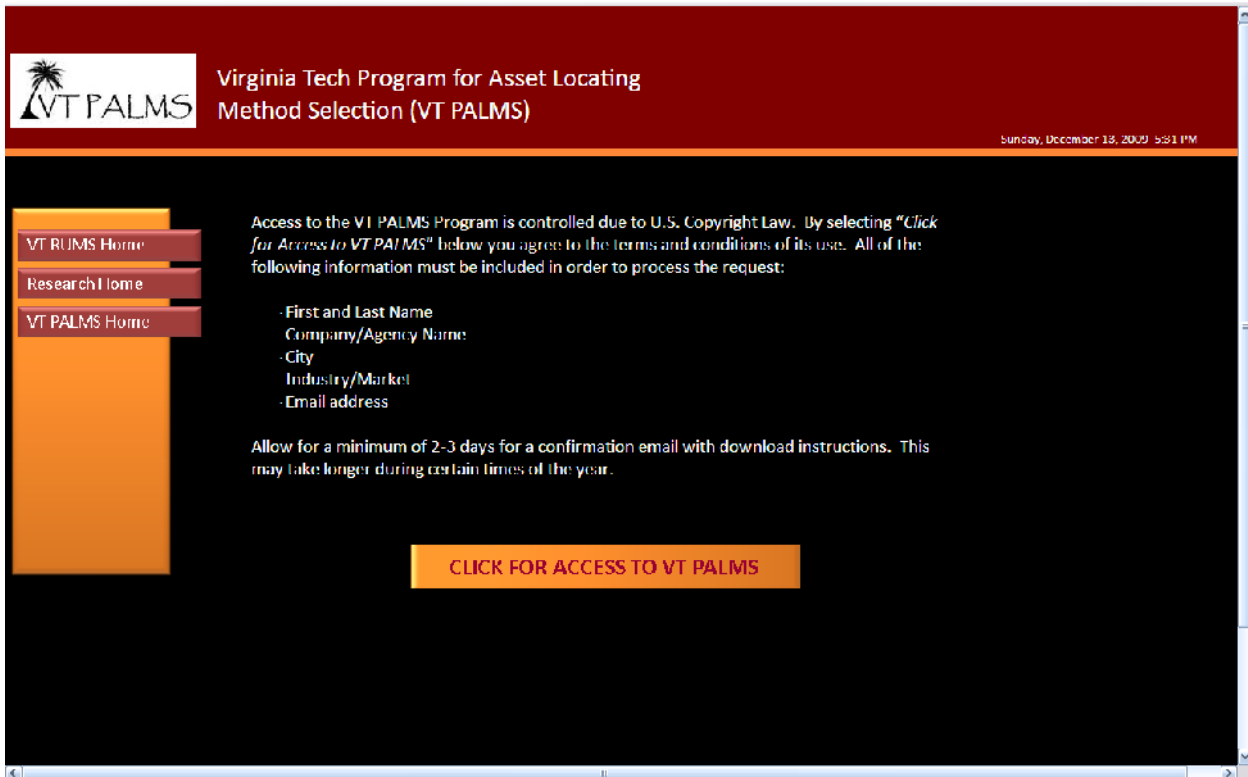 VT PALMS
Virginia Tech Program for Asset Locating
Method Selection (VT PALMS)
Sunday, December 13, 2009 5:31 PM
VT RUMS Home
Research Home
VT PALMS Home
Access to the VT PALMS Program is controlled due to U.S. Copyright Law. By selecting "Click
for Access to VT PALMS" below you agree to the terms and conditions of its use. All of the
following information must be included in order to process the request:
· First and Last Name
Company/Agency Name
· City
Industry/Market
· Email address
Allow for a minimum of 2-3 days for a confirmation email with download instructions. This
may take longer during certain times of the year.
CLICK FOR ACCESS TO VT PALMS